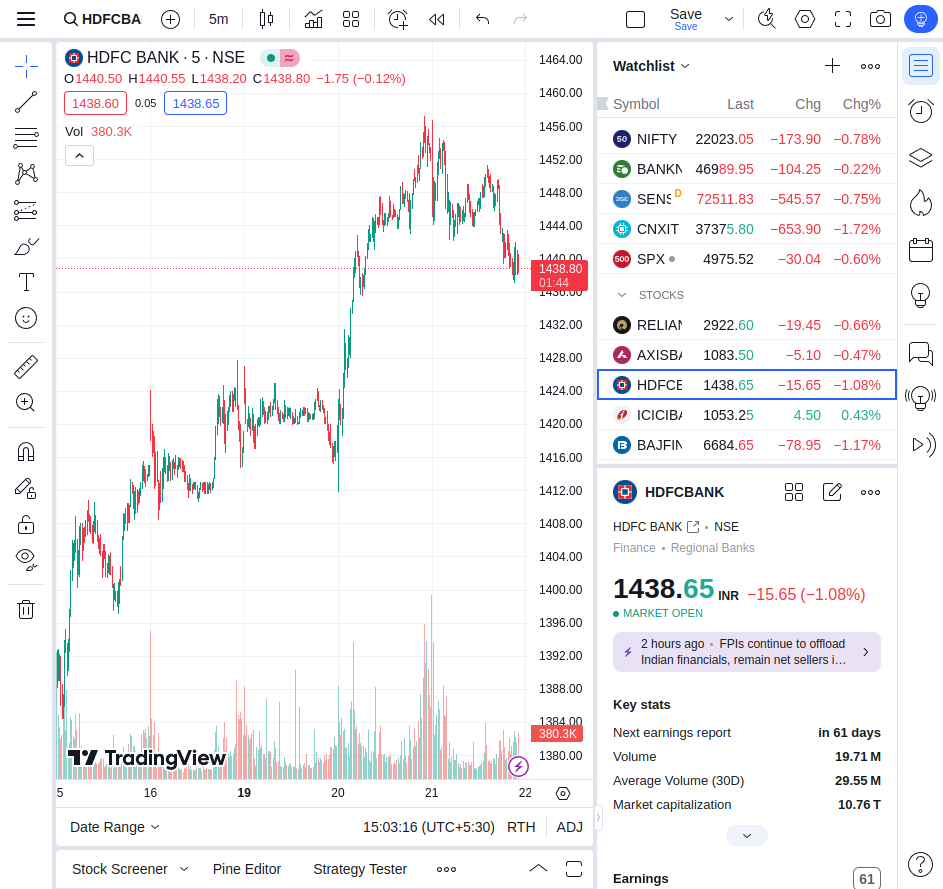 HDFCBA 5m Save
Save
HDFC BANK · 5 · NSE
O1440.50 H1440.55 L1438.20 C1438.80 −1.75 (−0.12%)
1438.60 0.05 1438.65
Vol 380.3K
1464.00
1460.00
1456.00
1452.00
1448.00
1444.00
1440.00
1438.80
01:44
1436.00
1432.00
1428.00
1424.00
1420.00
1416.00
1412.00
1408.00
1404.00
1400.00
1396.00
1392.00
1388.00
1384.00
380.3K
1380.00
TradingView
5 16 19 20 21 22
Date Range 15:03:16 (UTC+5:30) RTH ADJ
Stock Screener Pine Editor Strategy Tester
Watchlist
Symbol Last Chg Chg%
50 NIFTY 22023.05 −173.90 −0.78%
BANKN 46989.95 −104.25 −0.22%
SENS D 72511.83 −545.57 −0.75%
CNXIT 37375.80 −653.90 −1.72%
500 SPX 4975.52 −30.04 −0.60%
STOCKS
RELIAN 2922.60 −19.45 −0.66%
AXISBA 1083.50 −5.10 −0.47%
HDFCB 1438.65 −15.65 −1.08%
ICICIBA 1053.25 4.50 0.43%
BAJFIN 6684.65 −78.95 −1.17%
HDFCBANK
HDFC BANK • NSE
Finance • Regional Banks
1438.65 INR −15.65 (−1.08%)
MARKET OPEN
2 hours ago • FPIs continue to offload
Indian financials, remain net sellers i...
Key stats
Next earnings report in 61 days
Volume 19.71 M
Average Volume (30D) 29.55 M
Market capitalization 10.76 T
Earnings 61